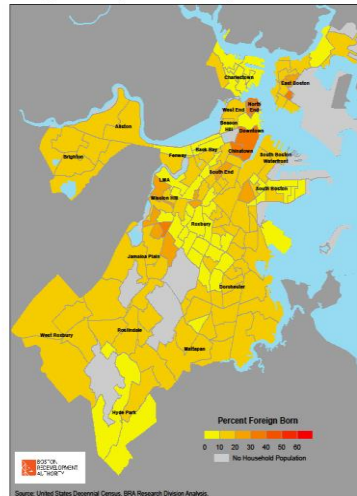 Charlestown
East Boston
West End
North
End
Beacon
Hill
Downtown
Allston
Back Bay
Chinatown
South Boston
Waterfront
Brighton
Fenway
South End
LMA
Mission Hill
South Boston
Roxbury
Jamaica Plain
Dorchester
West Roxbury
Roslindale
Mattapan
Hyde Park
Percent Foreign Born
0 10 20 30 40 50 60
No Household Population
BOSTON
REDEVELOPMENT
AUTHORITY
Source: United States Decennial Census, BRA Research Division Analysis.